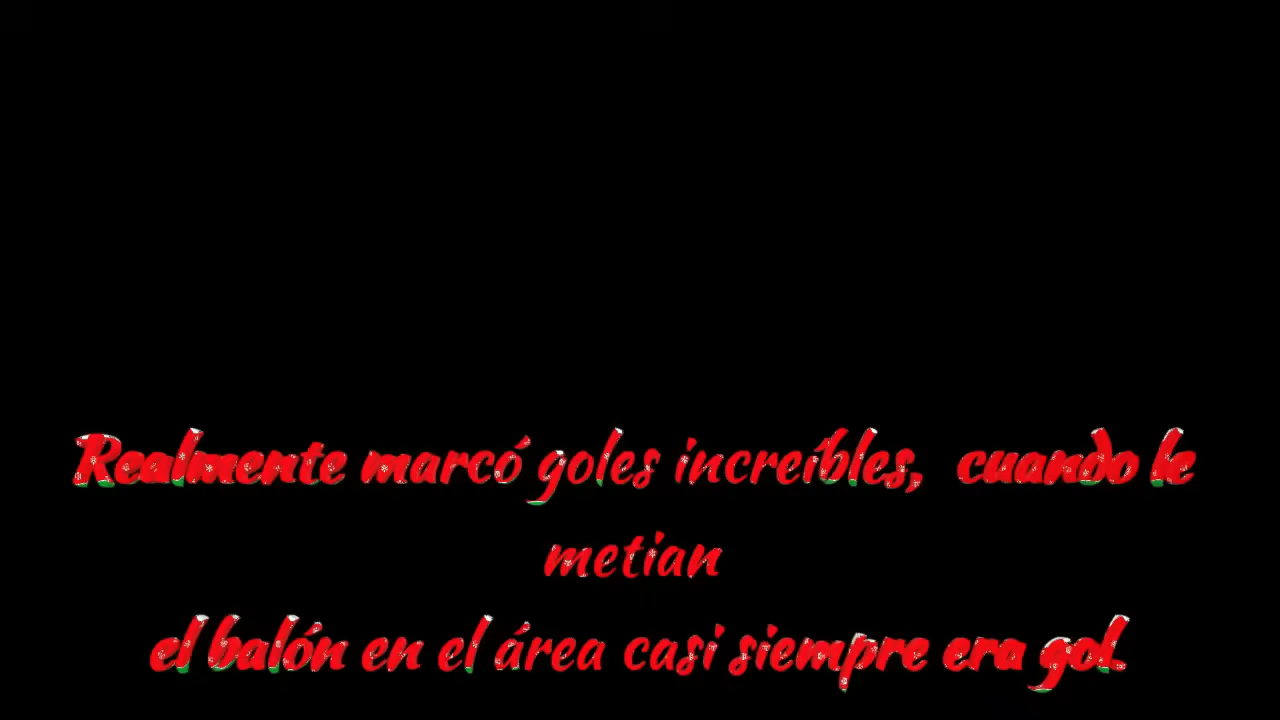 Realmente marcó goles increíbles, cuando le
metian
el balón en el área casi siempre era gol.